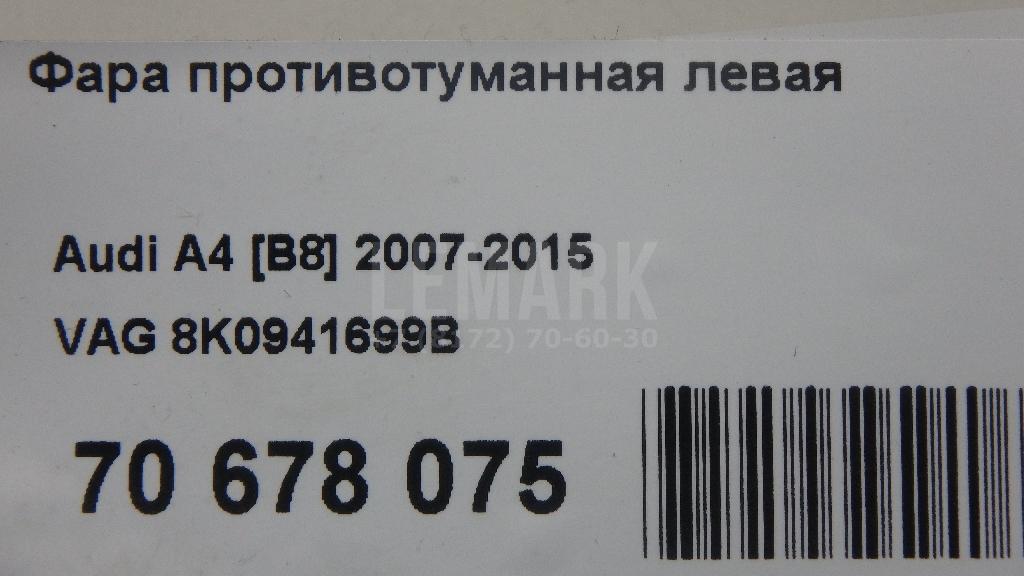 Фара противотуманная левая
Audi A4 [B8] 2007-2015
LEMARK
VAG 8K0941699B
72) 70-60-30
70 678 075